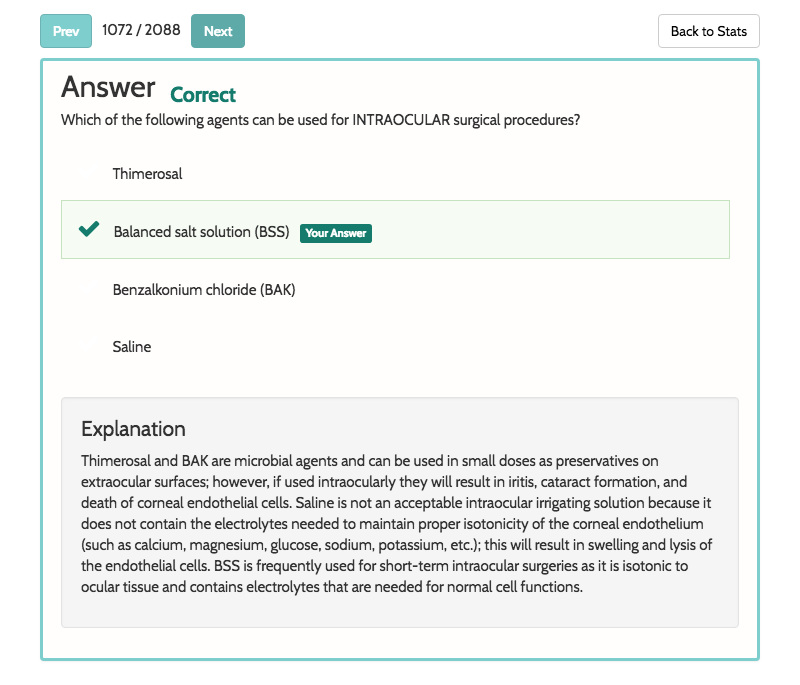 Prev 1072 / 2088 Next Back to Stats
Answer Correct
Which of the following agents can be used for INTRAOCULAR surgical procedures?
Thimerosal
Balanced salt solution (BSS) Your Answer
Benzalkonium chloride (BAK)
Saline
Explanation
Thimerosal and BAK are microbial agents and can be used in small doses as preservatives on
extraocular surfaces; however, if used intraocularly they will result in iritis, cataract formation, and
death of corneal endothelial cells. Saline is not an acceptable intraocular irrigating solution because it
does not contain the electrolytes needed to maintain proper isotonicity of the corneal endothelium
(such as calcium, magnesium, glucose, sodium, potassium, etc.); this will result in swelling and lysis of
the endothelial cells. BSS is frequently used for short-term intraocular surgeries as it is isotonic to
ocular tissue and contains electrolytes that are needed for normal cell functions.